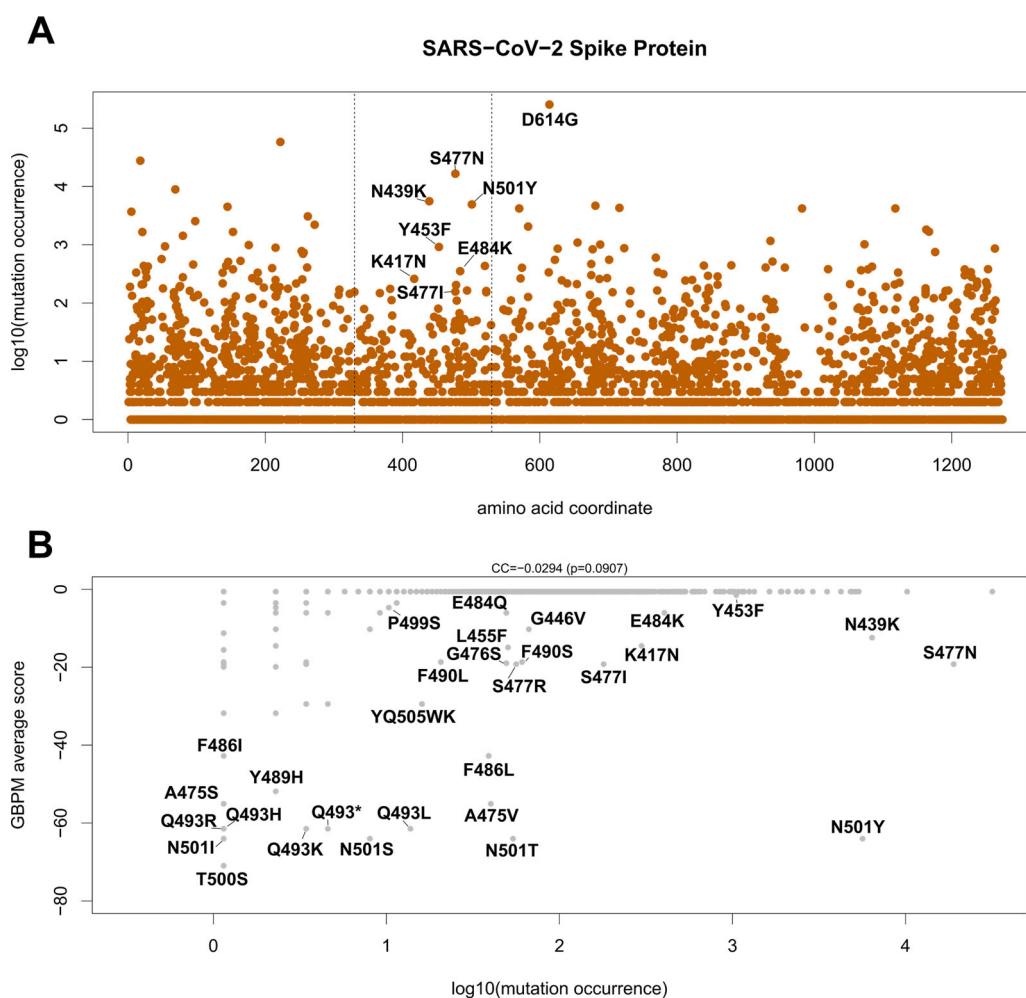 A
SARS−CoV−2 Spike Protein
log10(mutation occurrence)
5
4
3
2
1
0
D614G
S477N
N439K
N501Y
Y453F
E484K
K417N
S477I
0 200 400 600 800 1000 1200
amino acid coordinate
B
CC=−0.0294 (p=0.0907)
GBPM average score
0
−20
−40
−60
−80
E484Q
P499S
G446V
E484K
Y453F
N439K
L455F
G476S
F490S
K417N
S477N
F490L
S477R
S477I
YQ505WK
F486I
F486L
Y489H
A475S
Q493R
Q493H
Q493*
Q493L
A475V
N501I
Q493K
N501S
N501T
N501Y
T500S
0 1 2 3 4
log10(mutation occurrence)